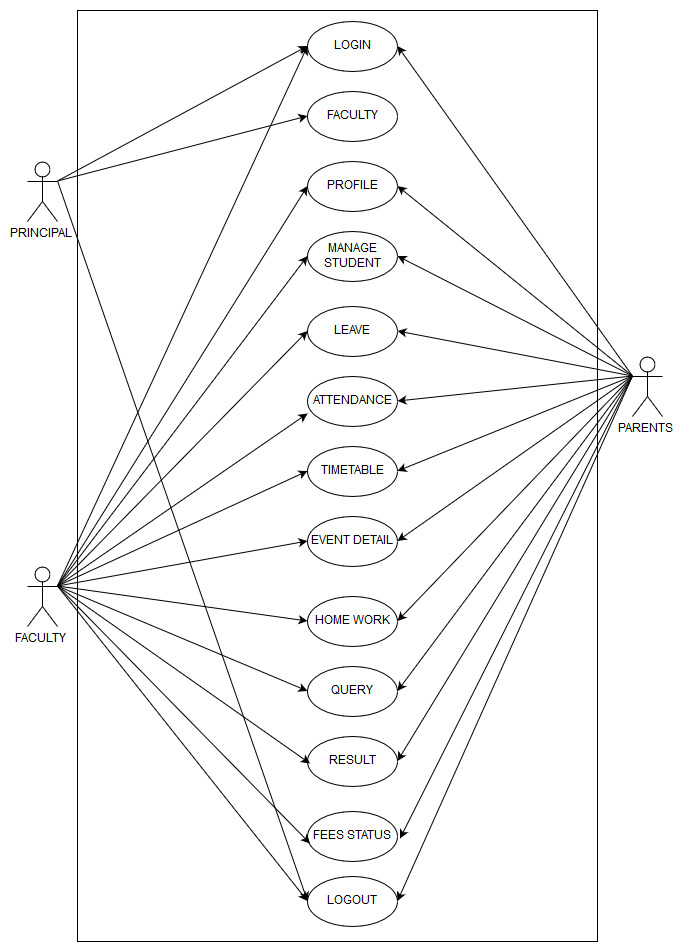 LOGIN
FACULTY
PROFILE
PRINCIPAL
MANAGE
STUDENT
LEAVE
ATTENDANCE
PARENTS
TIMETABLE
EVENT DETAIL
HOME WORK
FACULTY
QUERY
RESULT
FEES STATUS
LOGOUT